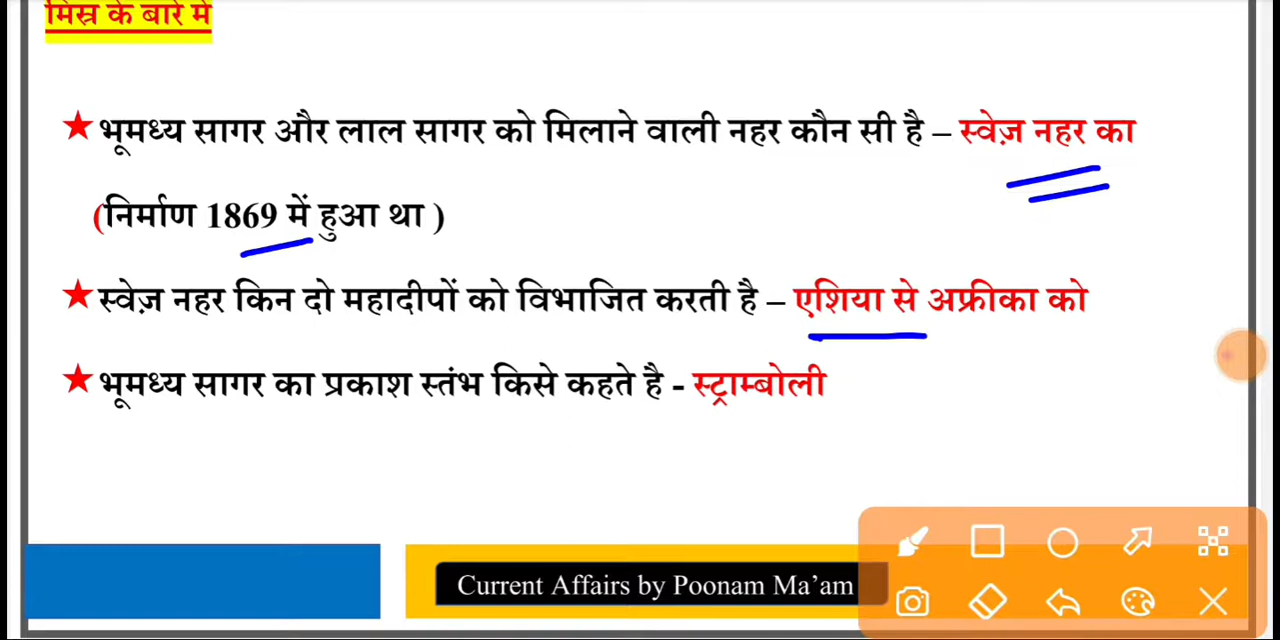 मिस्र के बारे में
★ भूमध्य सागर और लाल सागर को मिलाने वाली नहर कौन सी है – स्वेज़ नहर का
(निर्माण 1869 में हुआ था )
★ स्वेज़ नहर किन दो महादीपों को विभाजित करती है – एशिया से अफ्रीका को
★ भूमध्य सागर का प्रकाश स्तंभ किसे कहते है - स्ट्राम्बोली
Current Affairs by Poonam Ma’am